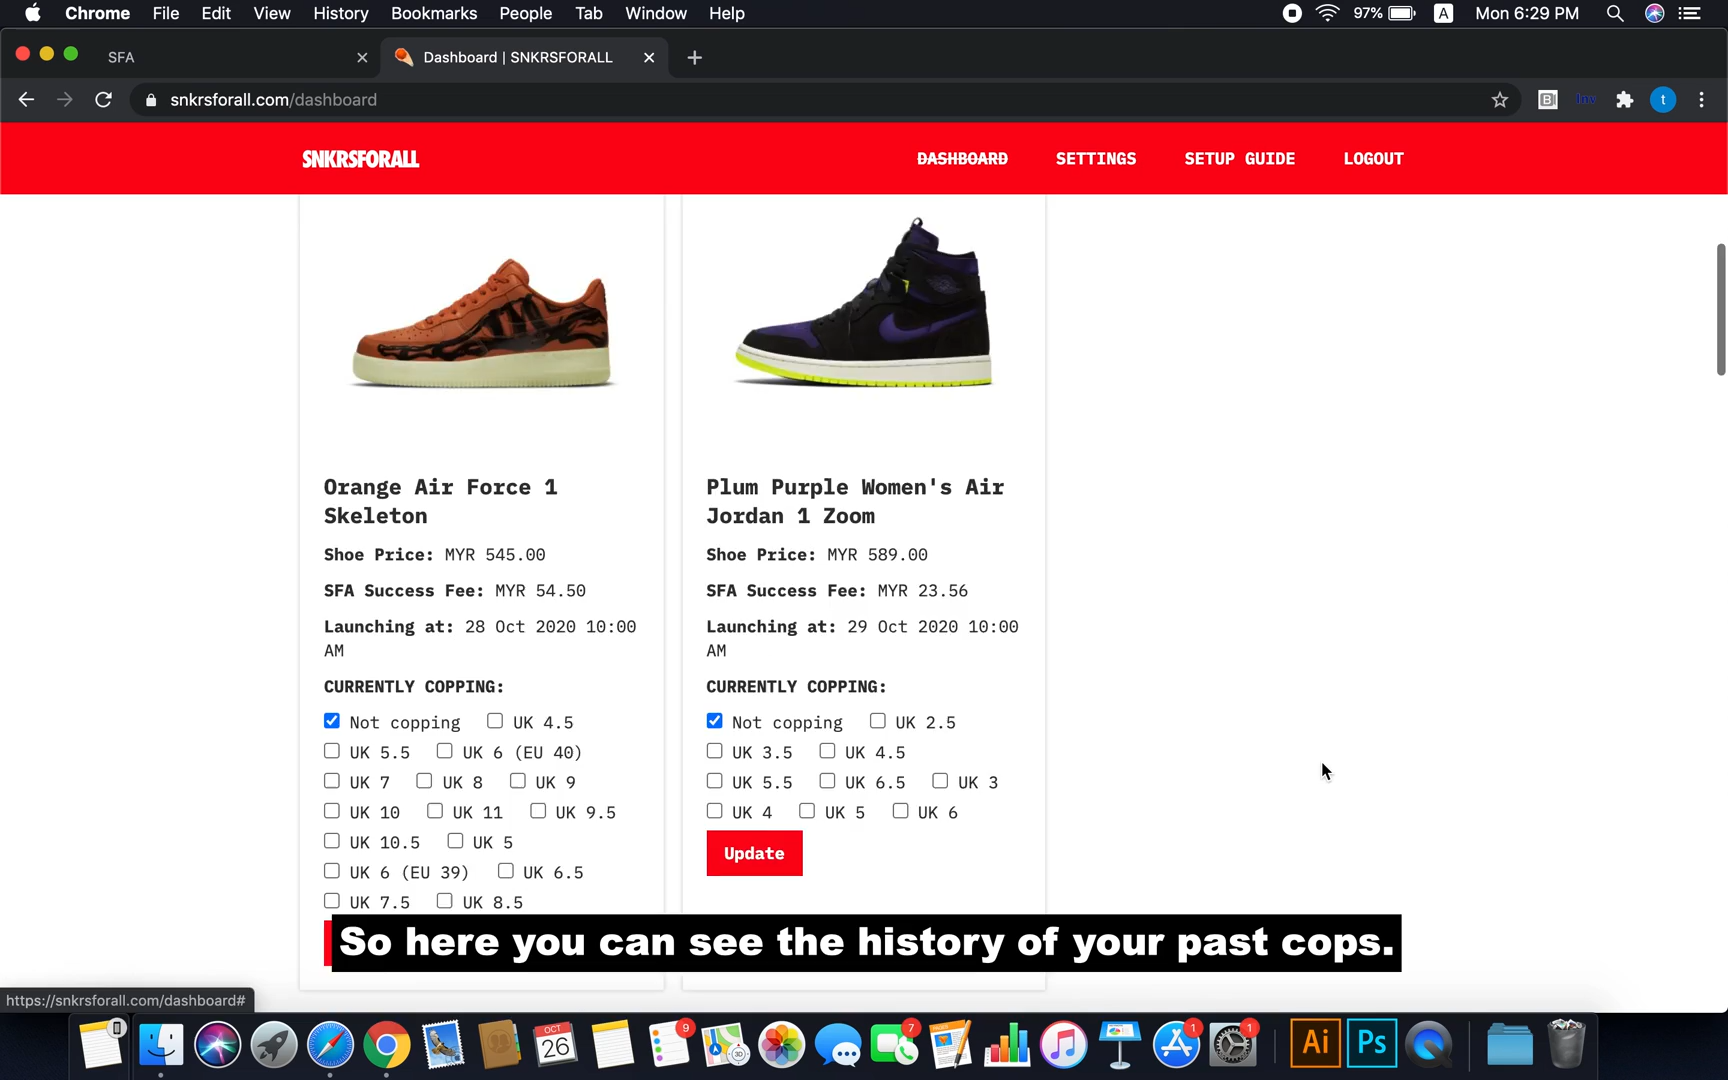 Chrome File Edit View History Bookmarks People Tab Window Help 97% A Mon 6:29 PM
SFA Dashboard | SNKRSFORALL
snkrsforall.com/dashboard Inv t
SNKRSFORALL DASHBOARD SETTINGS SETUP GUIDE LOGOUT
Orange Air Force 1
Skeleton
Shoe Price: MYR 545.00
SFA Success Fee: MYR 54.50
Launching at: 28 Oct 2020 10:00
AM
CURRENTLY COPPING:
Not copping UK 4.5
UK 5.5 UK 6 (EU 40)
UK 7 UK 8 UK 9
UK 10 UK 11 UK 9.5
UK 10.5 UK 5
UK 6 (EU 39) UK 6.5
UK 7.5 UK 8.5
Plum Purple Women's Air
Jordan 1 Zoom
Shoe Price: MYR 589.00
SFA Success Fee: MYR 23.56
Launching at: 29 Oct 2020 10:00
AM
CURRENTLY COPPING:
Not copping UK 2.5
UK 3.5 UK 4.5
UK 5.5 UK 6.5 UK 3
UK 4 UK 5 UK 6
Update
So here you can see the history of your past cops.
https://snkrsforall.com/dashboard#
OCT
26
9
7
1
1
Ai
Ps